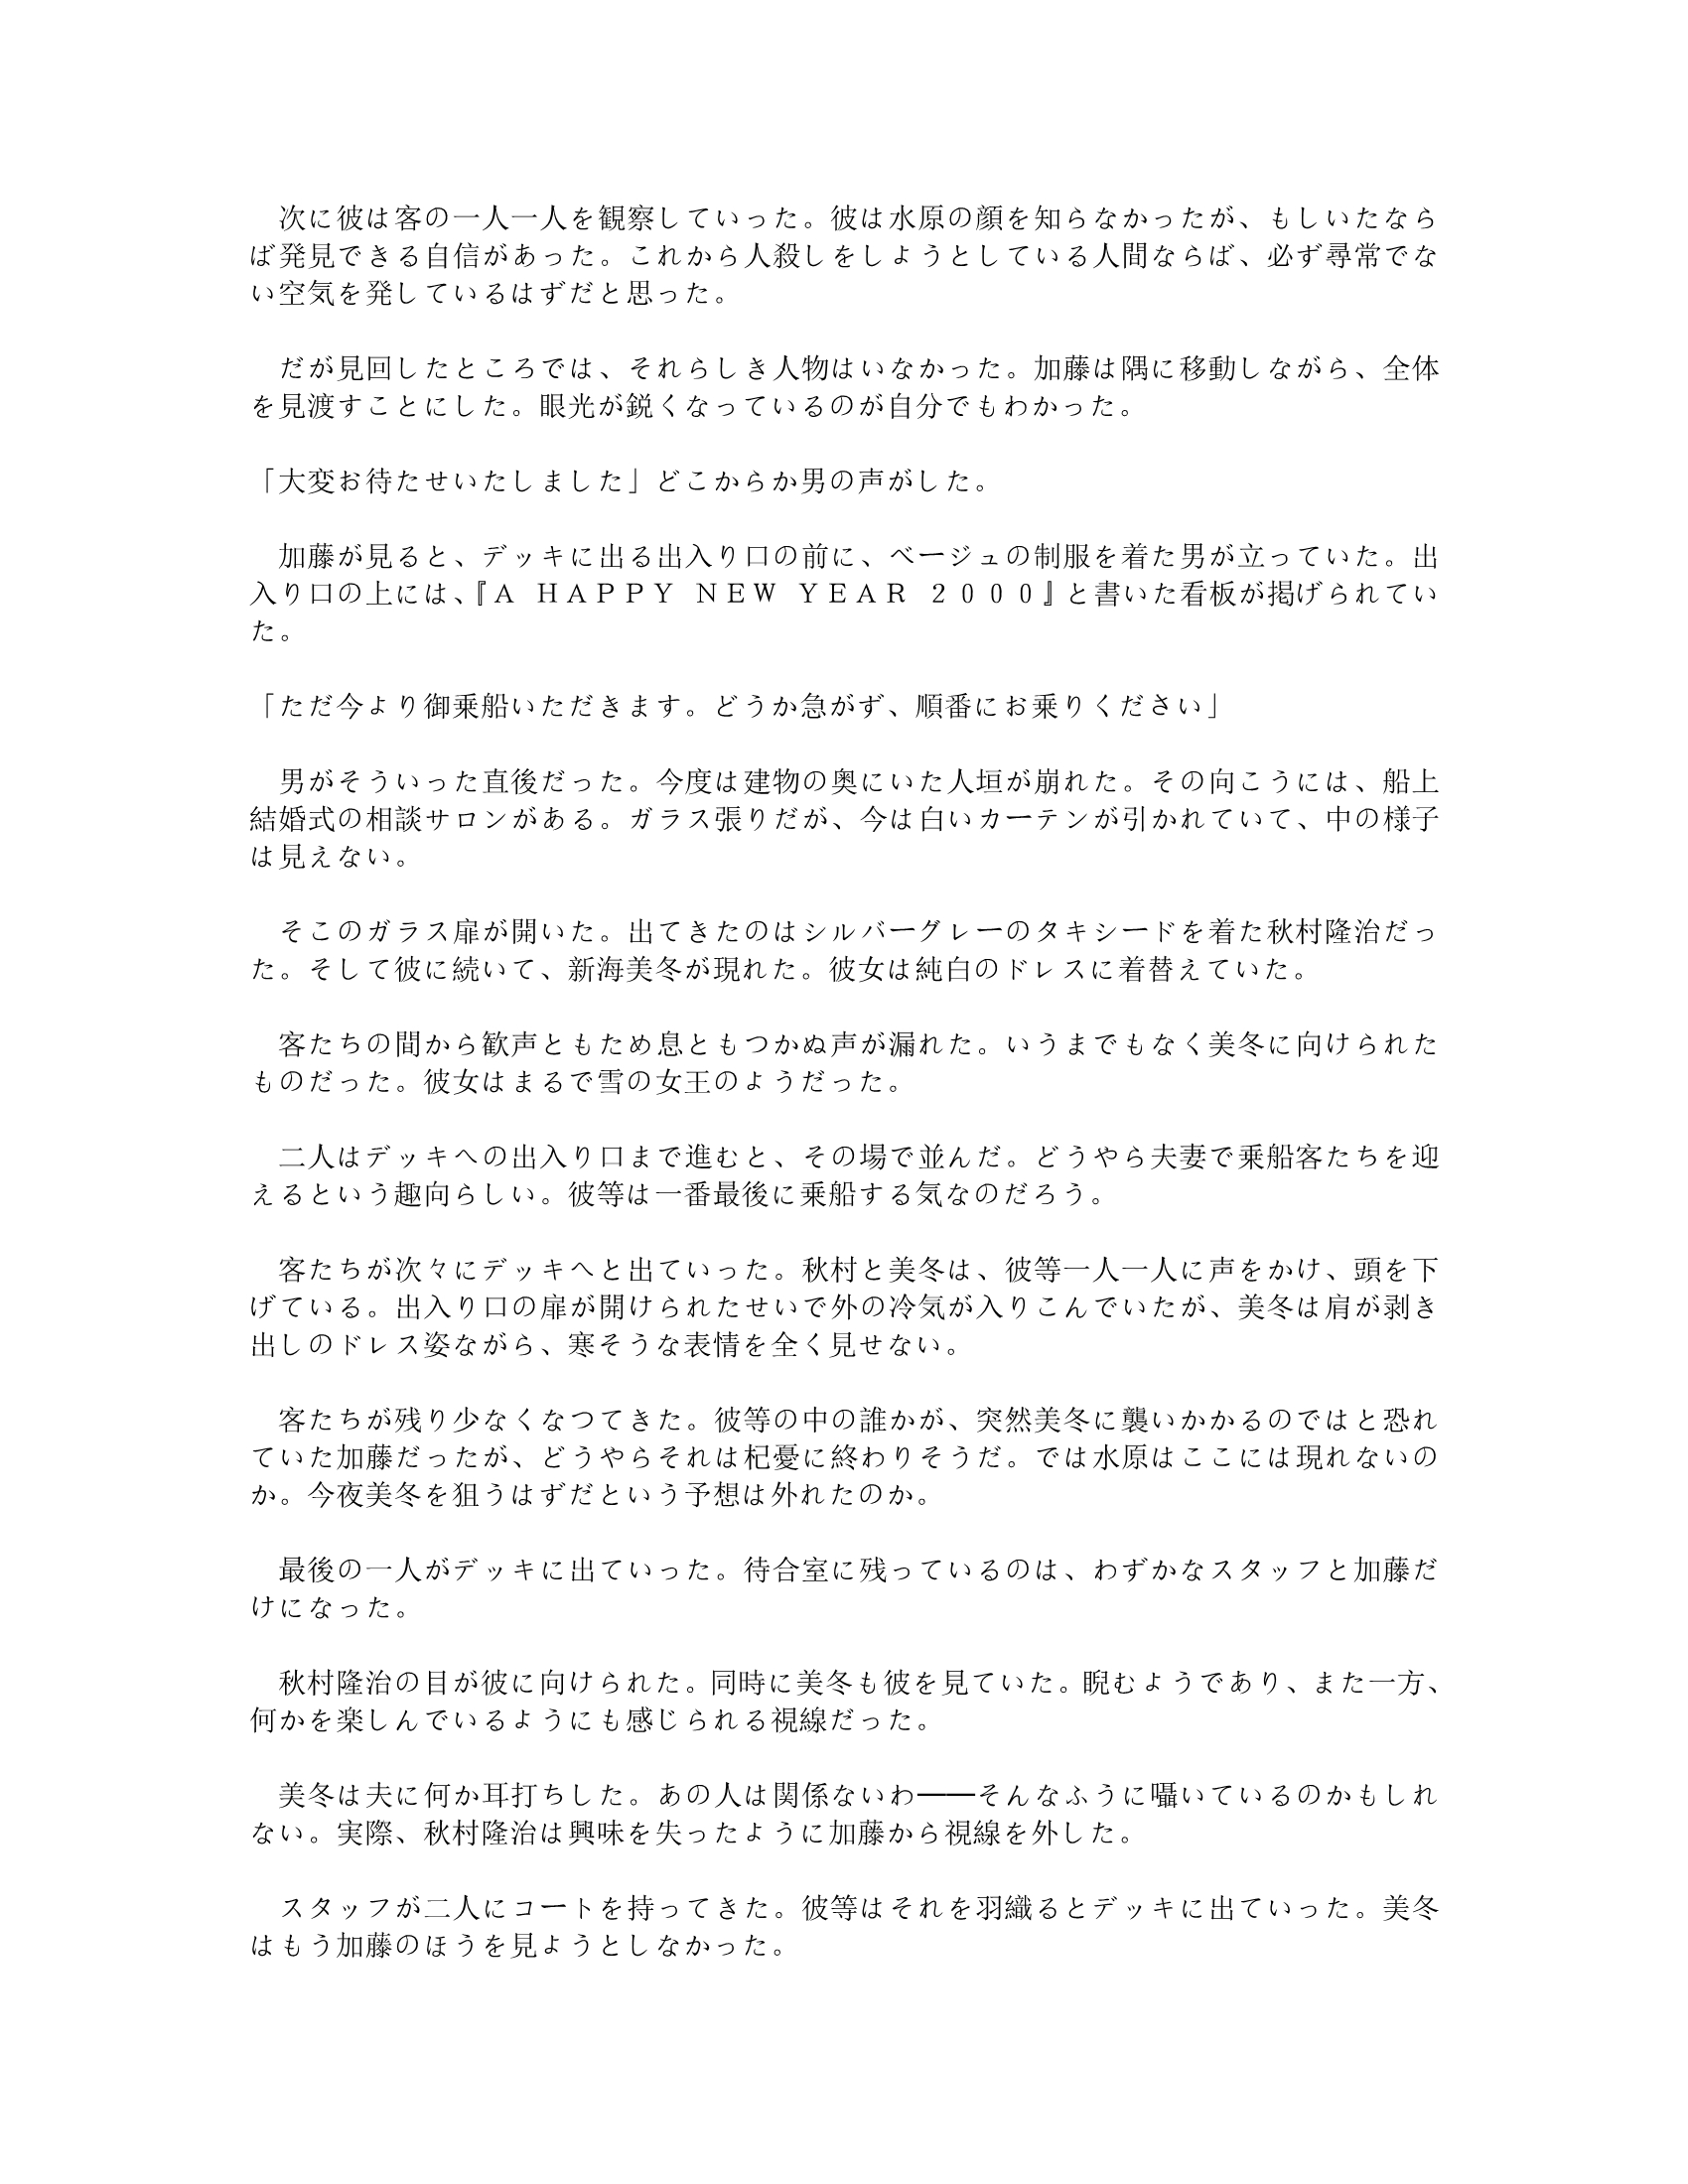 次に彼は客の一人一人を観察していった。彼は水原の顔を知らなかったが、もしいたなら
ば発見できる自信があった。これから人殺しをしようとしている人間ならば、必ず尋常でな
い空気を発しているはずだと思った。
　だが見回したところでは、それらしき人物はいなかった。加藤は隅に移動しながら、全体
を見渡すことにした。眼光が鋭くなっているのが自分でもわかった。
「大変お待たせいたしました」どこからか男の声がした。
　加藤が見ると、デッキに出る出入り口の前に、ベージュの制服を着た男が立っていた。出
入り口の上には、『Ａ ＨＡＰＰＹ ＮＥＷ ＹＥＡＲ ２０００』と書いた看板が掲げられてい
た。
「ただ今より御乗船いただきます。どうか急がず、順番にお乗りください」
　男がそういった直後だった。今度は建物の奥にいた人垣が崩れた。その向こうには、船上
結婚式の相談サロンがある。ガラス張りだが、今は白いカーテンが引かれていて、中の様子
は見えない。
　そこのガラス扉が開いた。出てきたのはシルバーグレーのタキシードを着た秋村隆治だっ
た。そして彼に続いて、新海美冬が現れた。彼女は純白のドレスに着替えていた。
　客たちの間から歓声ともため息ともつかぬ声が漏れた。いうまでもなく美冬に向けられた
ものだった。彼女はまるで雪の女王のようだった。
　二人はデッキへの出入り口まで進むと、その場で並んだ。どうやら夫妻で乗船客たちを迎
えるという趣向らしい。彼等は一番最後に乗船する気なのだろう。
　客たちが次々にデッキへと出ていった。秋村と美冬は、彼等一人一人に声をかけ、頭を下
げている。出入り口の扉が開けられたせいで外の冷気が入りこんでいたが、美冬は肩が剥き
出しのドレス姿ながら、寒そうな表情を全く見せない。
　客たちが残り少なくなつてきた。彼等の中の誰かが、突然美冬に襲いかかるのではと恐れ
ていた加藤だったが、どうやらそれは杞憂に終わりそうだ。では水原はここには現れないの
か。今夜美冬を狙うはずだという予想は外れたのか。
　最後の一人がデッキに出ていった。待合室に残っているのは、わずかなスタッフと加藤だ
けになった。
　秋村隆治の目が彼に向けられた。同時に美冬も彼を見ていた。睨むようであり、また一方、
何かを楽しんでいるようにも感じられる視線だった。
　美冬は夫に何か耳打ちした。あの人は関係ないわ――そんなふうに囁いているのかもしれ
ない。実際、秋村隆治は興味を失ったように加藤から視線を外した。
　スタッフが二人にコートを持ってきた。彼等はそれを羽織るとデッキに出ていった。美冬
はもう加藤のほうを見ようとしなかった。